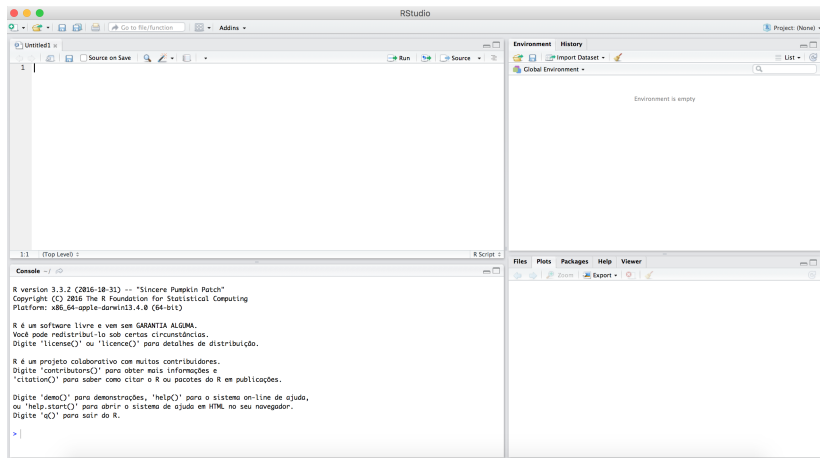 RStudio
Go to file/function Addins
Project: (None)
Untitled1
Source on Save Run Source
1
1:1 (Top Level) R Script
Console ~/
R version 3.3.2 (2016-10-31) -- "Sincere Pumpkin Patch"
Copyright (C) 2016 The R Foundation for Statistical Computing
Platform: x86_64-apple-darwin13.4.0 (64-bit)
R é um software livre e vem sem GARANTIA ALGUMA.
Você pode redistribuí-lo sob certas circunstâncias.
Digite 'license()' ou 'licence()' para detalhes de distribuição.
R é um projeto colaborativo com muitos contribuidores.
Digite 'contributors()' para obter mais informações e
'citation()' para saber como citar o R ou pacotes do R em publicações.
Digite 'demo()' para demonstrações, 'help()' para o sistema on-line de ajuda,
ou 'help.start()' para abrir o sistema de ajuda em HTML no seu navegador.
Digite 'q()' para sair do R.
>
Environment History
Import Dataset List
Global Environment
Environment is empty
Files Plots Packages Help Viewer
Zoom Export